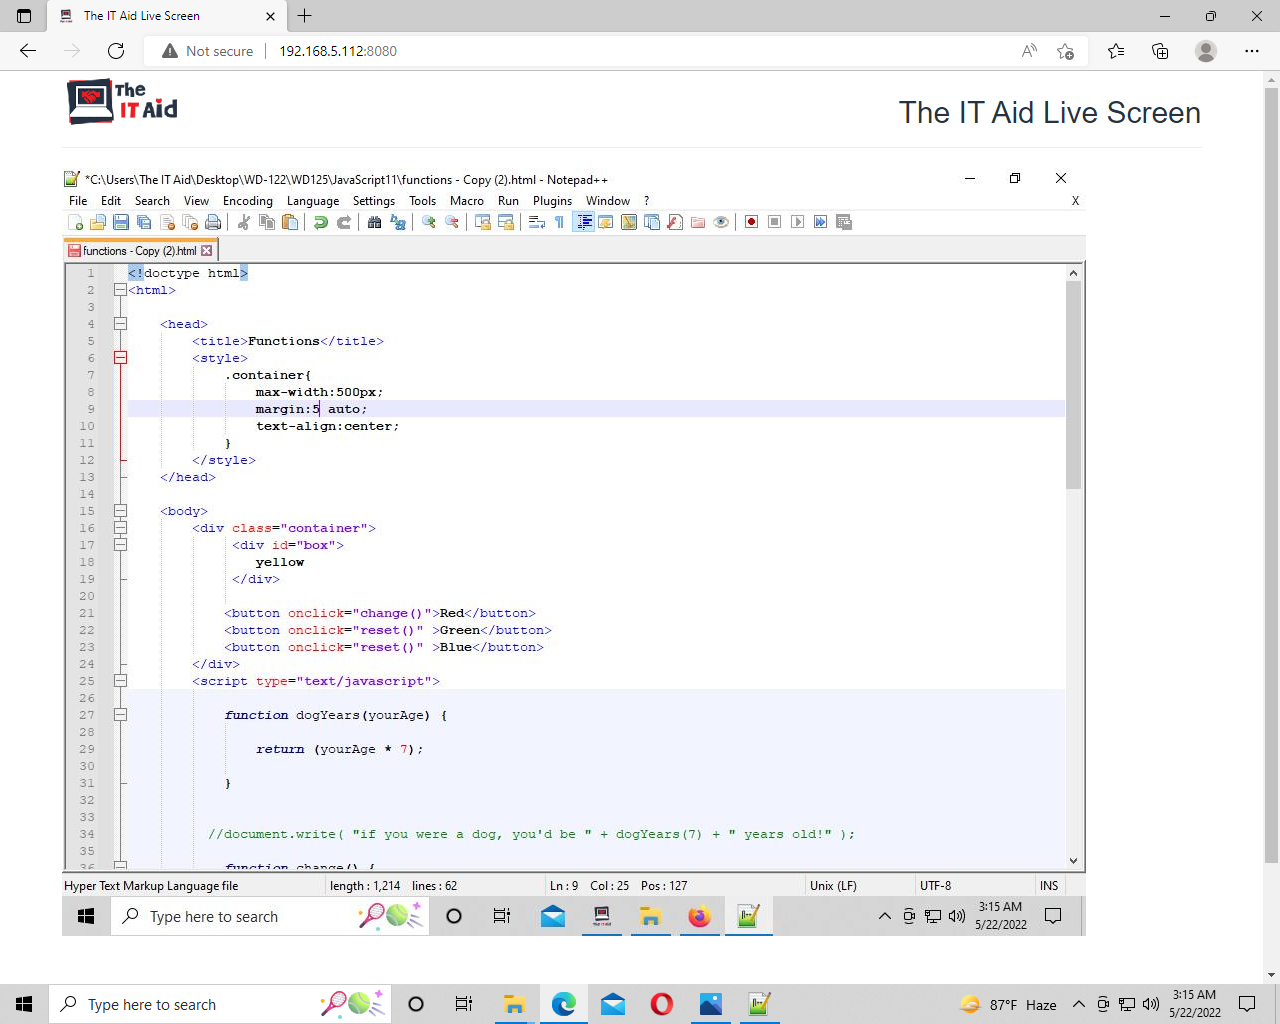 The IT Aid Live Screen
Not secure 192.168.5.112:8080
The
IT Aid
The IT Aid Live Screen
*C:\Users\The IT Aid\Desktop\WD-122\WD125\JavaScript11\functions - Copy (2).html - Notepad++
File Edit Search View Encoding Language Settings Tools Macro Run Plugins Window ? X
functions - Copy (2).html
1 <!doctype html>
2 <html>
3
4 <head>
5 <title>Functions</title>
6 <style>
7 .container{
8 max-width:500px;
9 margin:5 auto;
10 text-align:center;
11 }
12 </style>
13 </head>
14
15 <body>
16 <div class="container">
17 <div id="box">
18 yellow
19 </div>
20
21 <button onclick="change()">Red</button>
22 <button onclick="reset()" >Green</button>
23 <button onclick="reset()" >Blue</button>
24 </div>
25 <script type="text/javascript">
26
27 function dogYears(yourAge) {
28
29 return (yourAge * 7);
30
31 }
32
33
34 //document.write( "if you were a dog, you'd be " + dogYears(7) + " years old!" );
35
36 function change() {
Hyper Text Markup Language file length : 1,214 lines : 62 Ln : 9 Col : 25 Pos : 127 Unix (LF) UTF-8 INS
Type here to search 3:15 AM
5/22/2022
Type here to search 87°F Haze 3:15 AM
5/22/2022